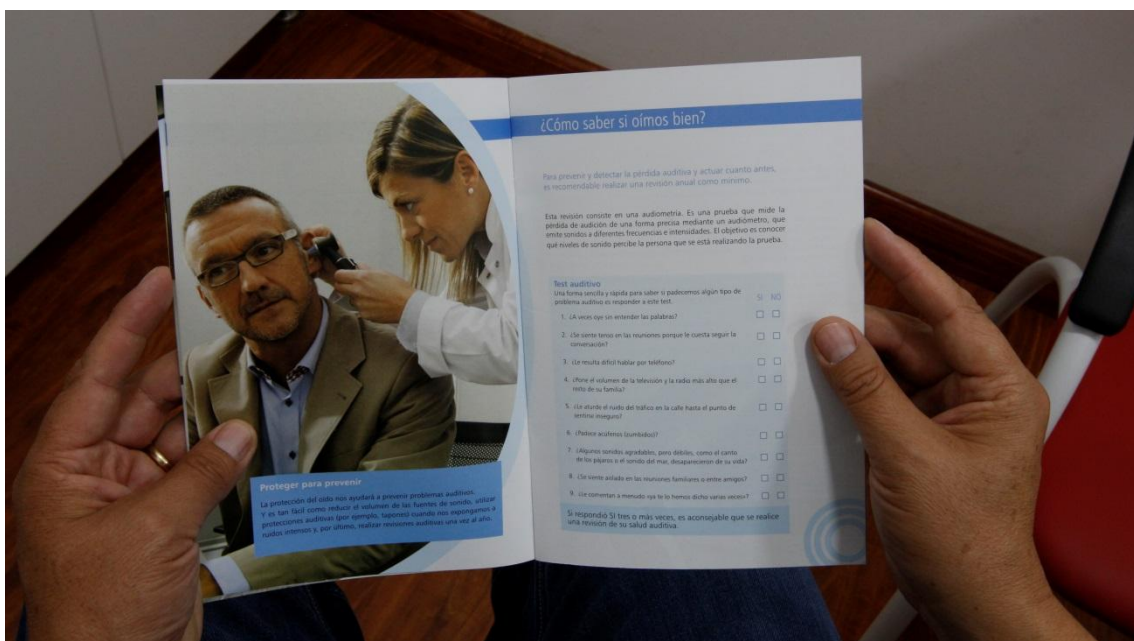 Proteger para prevenir
La protección del oído nos ayudará a prevenir problemas auditivos.
Y es tan fácil como reducir el volumen de las fuentes de sonido, utilizar
protecciones auditivas (por ejemplo, tapones) cuando nos expongamos a
ruidos intensos y, por último, realizar revisiones auditivas una vez al año.
¿Cómo saber si oímos bien?
Para prevenir y detectar la pérdida auditiva y actuar cuanto antes,
es recomendable realizar una revisión anual como mínimo.
Esta revisión consiste en una audiometría. Es una prueba que mide la
pérdida de audición de una forma precisa mediante un audiómetro, que
emite sonidos a diferentes frecuencias e intensidades. El objetivo es conocer
qué niveles de sonido percibe la persona que se está realizando la prueba.
Test auditivo
Una forma sencilla y rápida para saber si padecemos algún tipo de
problema auditivo es responder a este test. SI NO
1. ¿A veces oye sin entender las palabras?
2. ¿Se siente tenso en las reuniones porque le cuesta seguir la
conversación?
3. ¿Le resulta difícil hablar por teléfono?
4. ¿Pone el volumen de la televisión y la radio más alto que el
resto de su familia?
5. ¿Le aturde el ruido del tráfico en la calle hasta el punto de
sentirse inseguro?
6. ¿Padece acúfenos (zumbidos)?
7. ¿Algunos sonidos agradables, pero débiles, como el canto
de los pájaros o el sonido del mar, desaparecieron de su vida?
8. ¿Se siente aislado en las reuniones familiares o entre amigos?
9. ¿Le comentan a menudo «ya te lo hemos dicho varias veces»?
Si respondió SI tres o más veces, es aconsejable que se realice
una revisión de su salud auditiva.